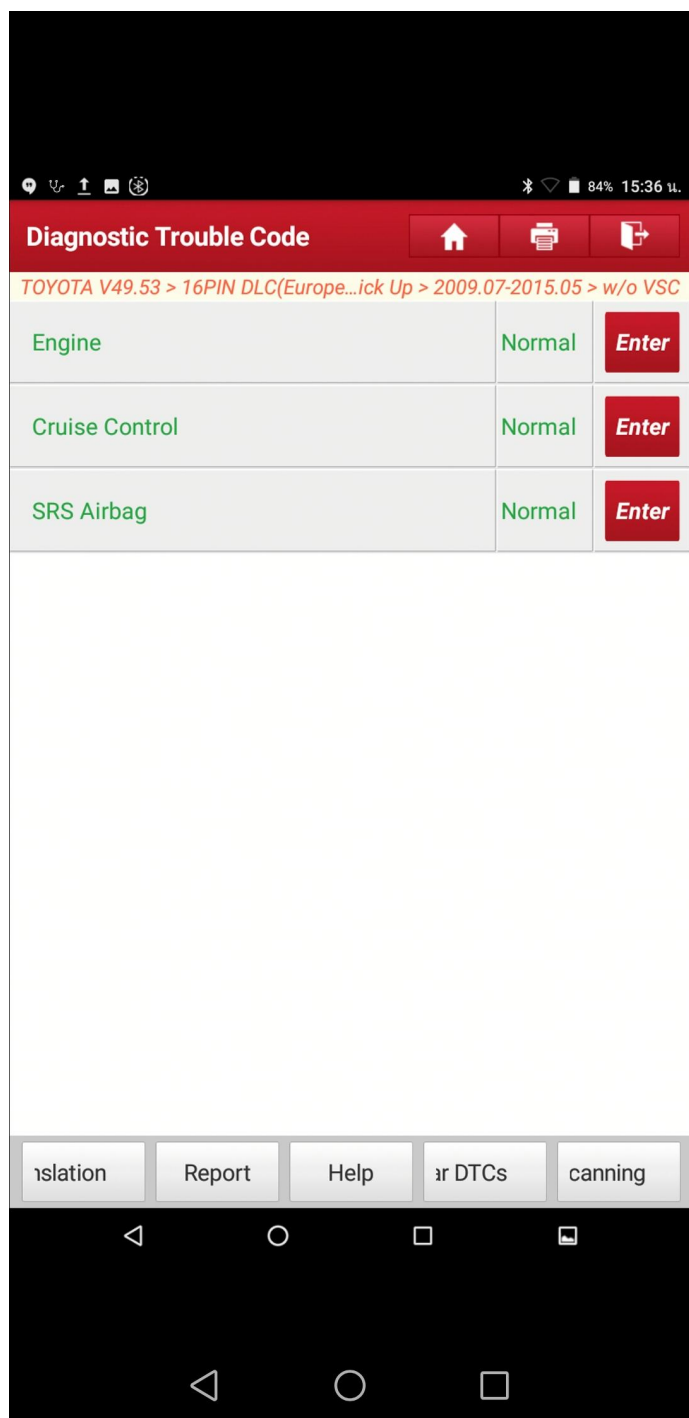 84% 15:36 น.
Diagnostic Trouble Code
TOYOTA V49.53 > 16PIN DLC(Europe...ick Up > 2009.07-2015.05 > w/o VSC
Engine Normal Enter
Cruise Control Normal Enter
SRS Airbag Normal Enter
nslation Report Help ar DTCs canning